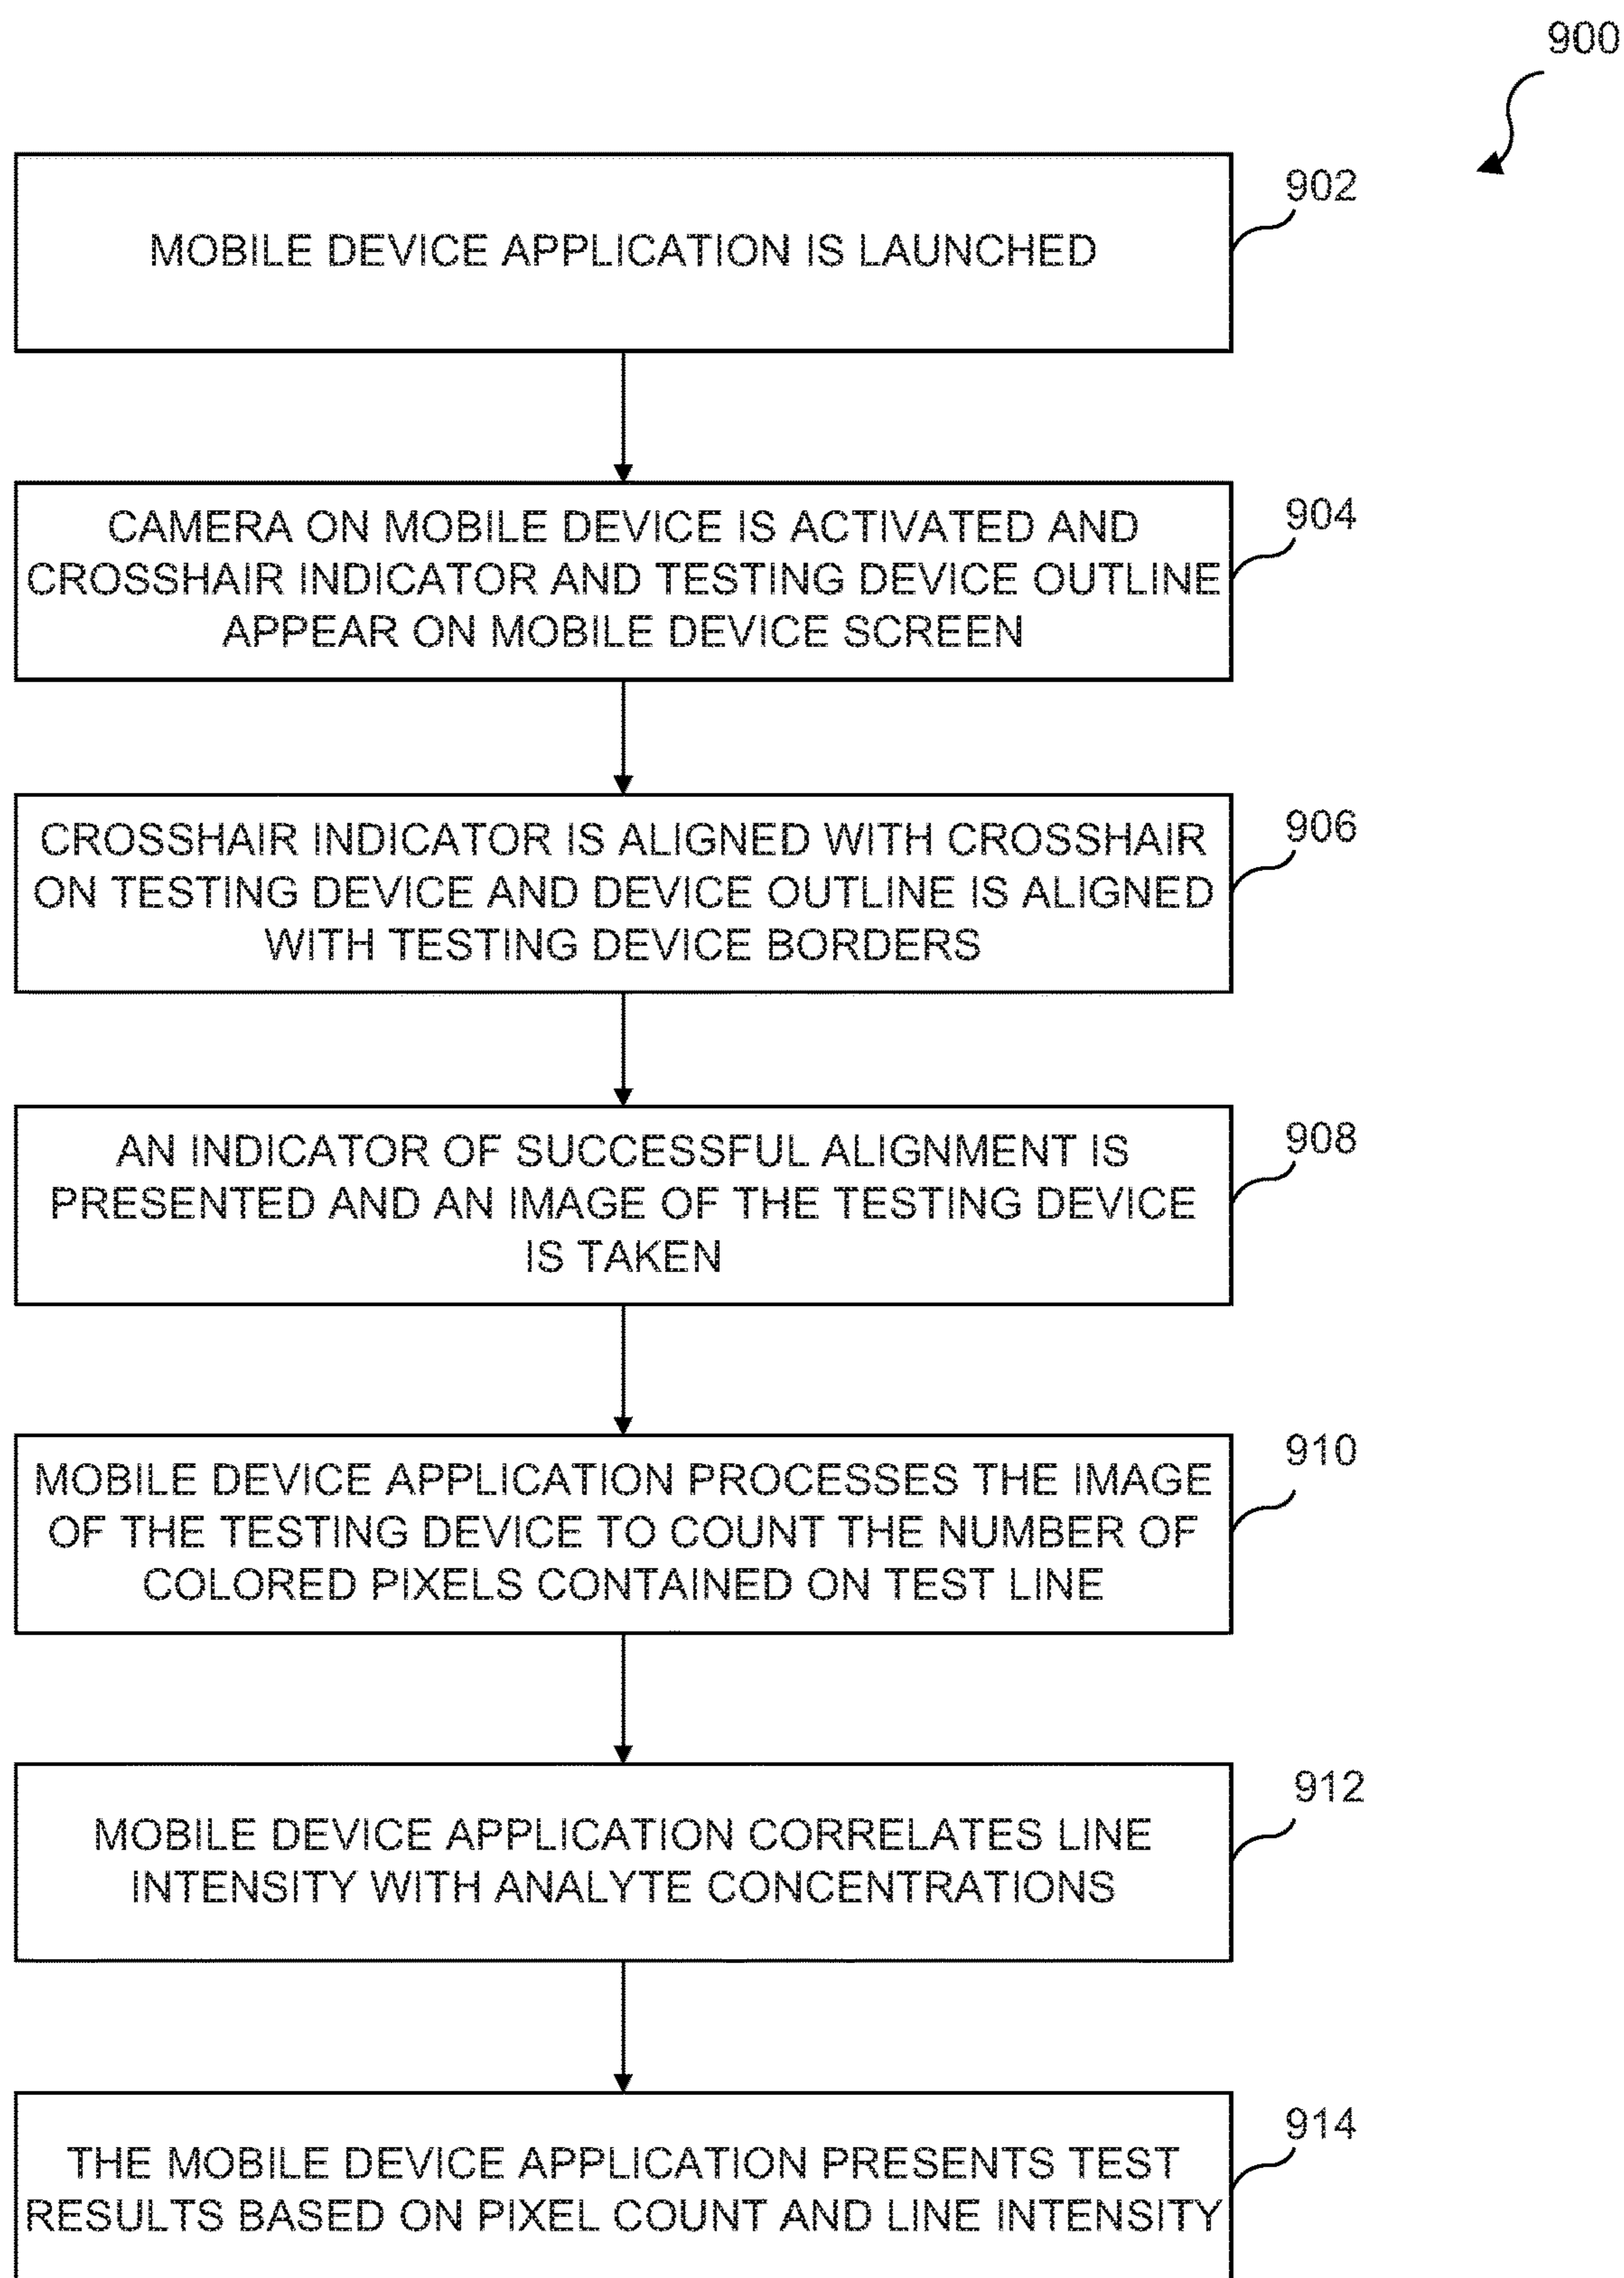 900
902
MOBILE DEVICE APPLICATION IS LAUNCHED
904
CAMERA ON MOBILE DEVICE IS ACTIVATED AND
CROSSHAIR INDICATOR AND TESTING DEVICE OUTLINE
APPEAR ON MOBILE DEVICE SCREEN
906
CROSSHAIR INDICATOR IS ALIGNED WITH CROSSHAIR
ON TESTING DEVICE AND DEVICE OUTLINE IS ALIGNED
WITH TESTING DEVICE BORDERS
908
AN INDICATOR OF SUCCESSFUL ALIGNMENT IS
PRESENTED AND AN IMAGE OF THE TESTING DEVICE
IS TAKEN
910
MOBILE DEVICE APPLICATION PROCESSES THE IMAGE
OF THE TESTING DEVICE TO COUNT THE NUMBER OF
COLORED PIXELS CONTAINED ON TEST LINE
912
MOBILE DEVICE APPLICATION CORRELATES LINE
INTENSITY WITH ANALYTE CONCENTRATIONS
914
THE MOBILE DEVICE APPLICATION PRESENTS TEST
RESULTS BASED ON PIXEL COUNT AND LINE INTENSITY